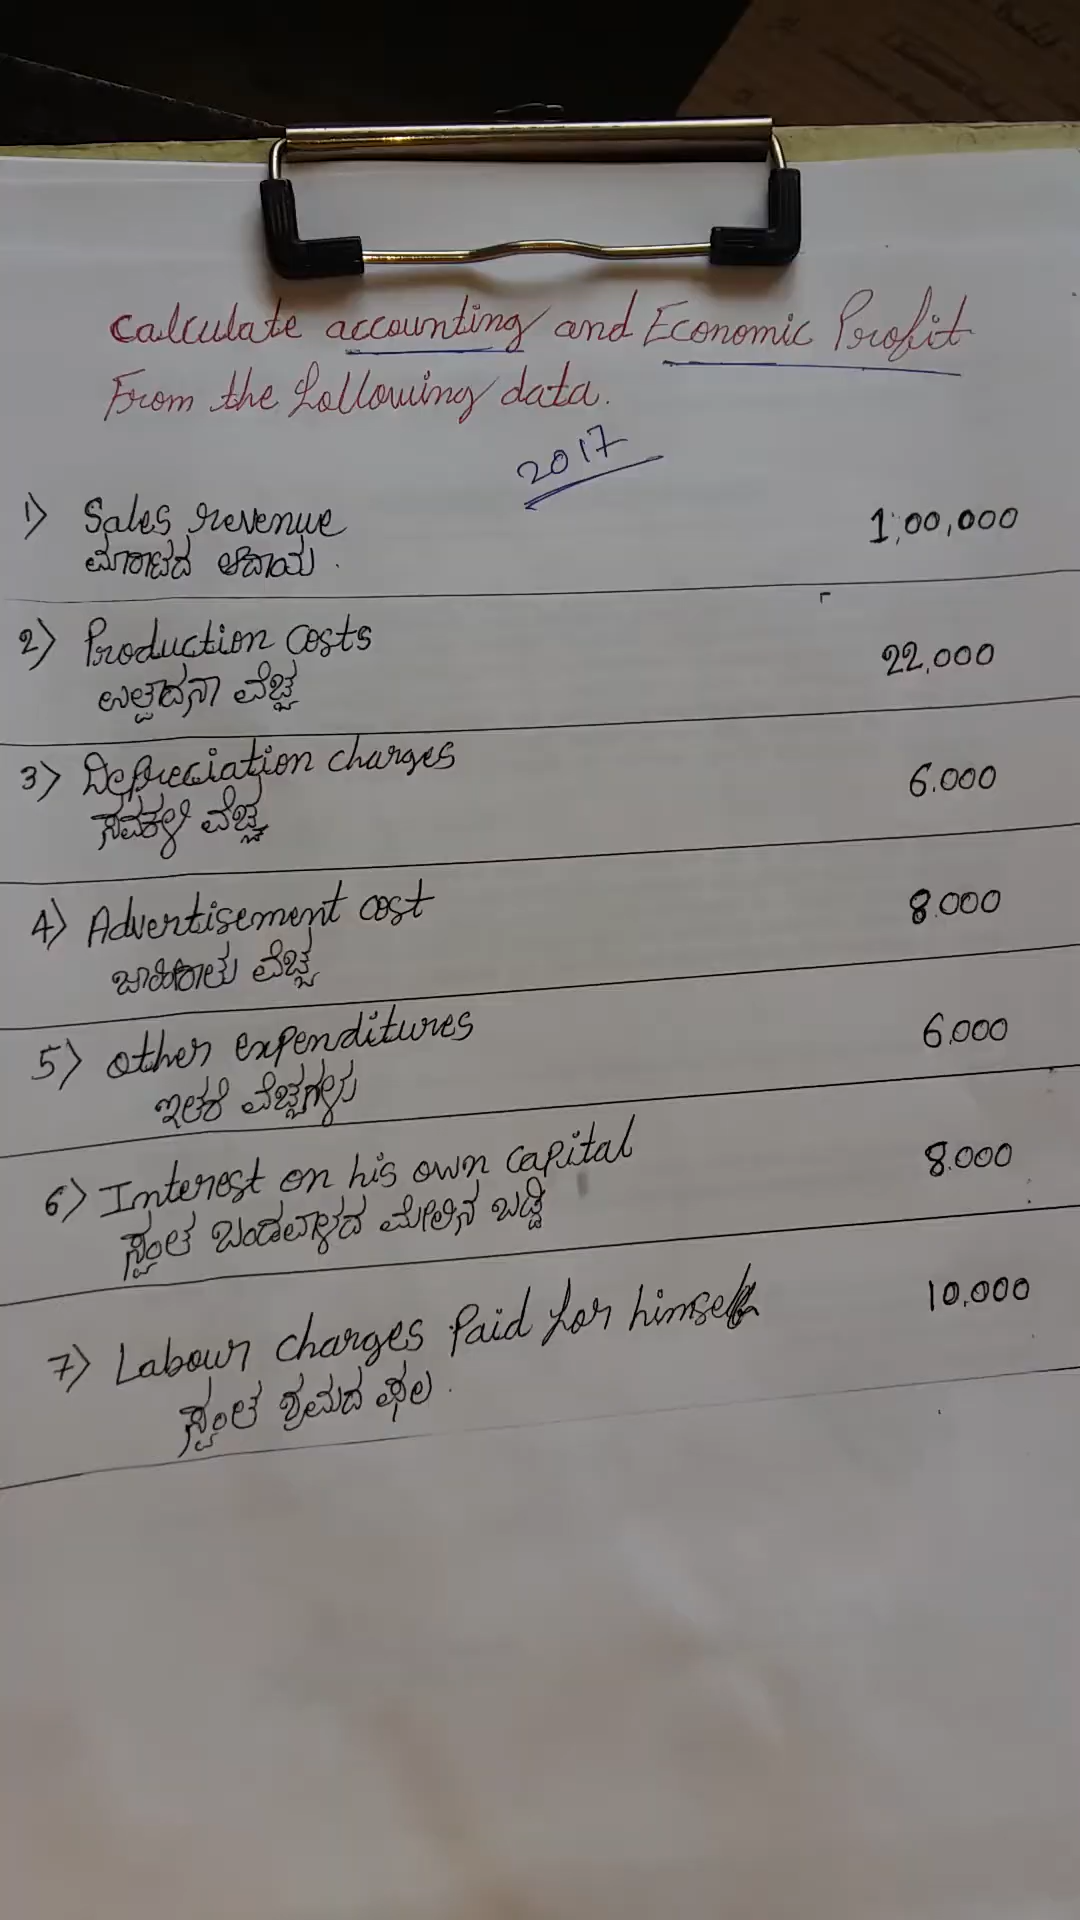 Calculate accounting and Economic Profit
From the following data.
2017
1) Sales revenue 1,00,000
ಮಾರಾಟದ ಆದಾಯ.
2) Production costs 22,000
ಉತ್ಪಾದನಾ ವೆಚ್ಚ
3) Depreciation charges 6.000
ಸವಕಳಿ ವೆಚ್ಚ
4) Advertisement cost 8.000
ಜಾಹಿರಾತು ವೆಚ್ಚ
5) other expenditures 6.000
ಇತರೆ ವೆಚ್ಚಗಳು
6) Interest on his own capital 8.000
ಸ್ವಂತ ಬಂಡವಾಳದ ಮೇಲಿನ ಬಡ್ಡಿ
7) Labour charges Paid for himself 10,000
ಸ್ವಂತ ಶ್ರಮದ ಫಲ.